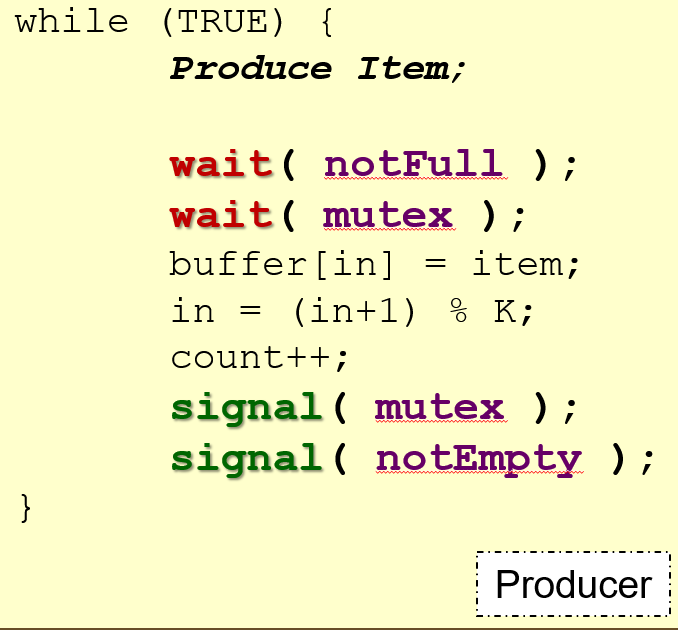 while (TRUE) {
Produce Item;
wait( notFull );
wait( mutex );
buffer[in] = item;
in = (in+1) % K;
count++;
signal( mutex );
signal( notEmpty );
}
Producer